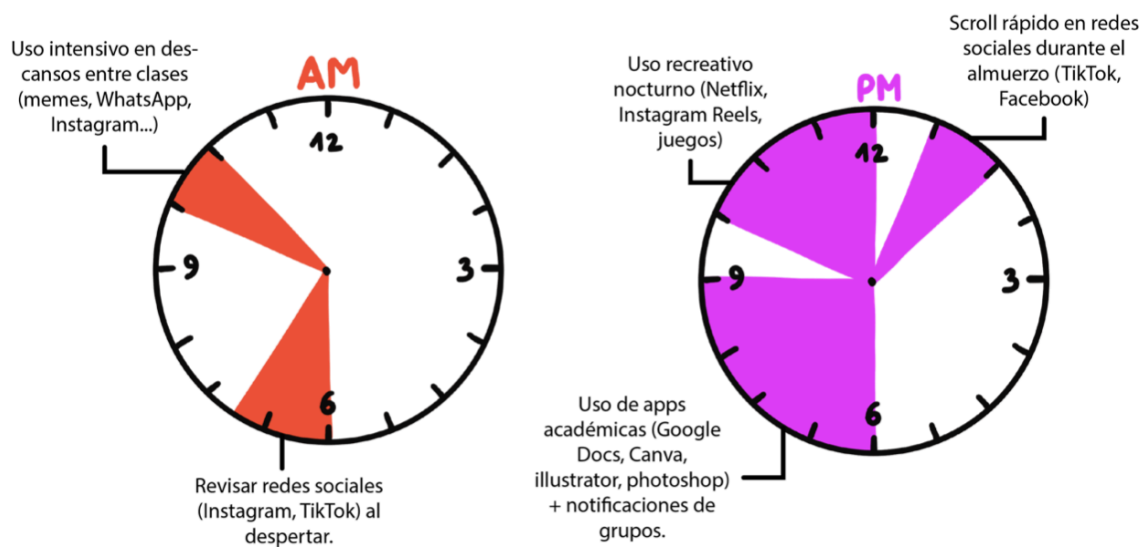 Uso intensivo en des-
cansos entre clases
(memes, WhatsApp,
Instagram...)
AM
12
3
6
9
Revisar redes sociales
(Instagram, TikTok) al
despertar.
Uso recreativo
nocturno (Netflix,
Instagram Reels,
juegos)
PM
Scroll rápido en redes
sociales durante el
almuerzo (TikTok,
Facebook)
12
3
6
9
Uso de apps
académicas (Google
Docs, Canva,
illustrator, photoshop)
+ notificaciones de
grupos.